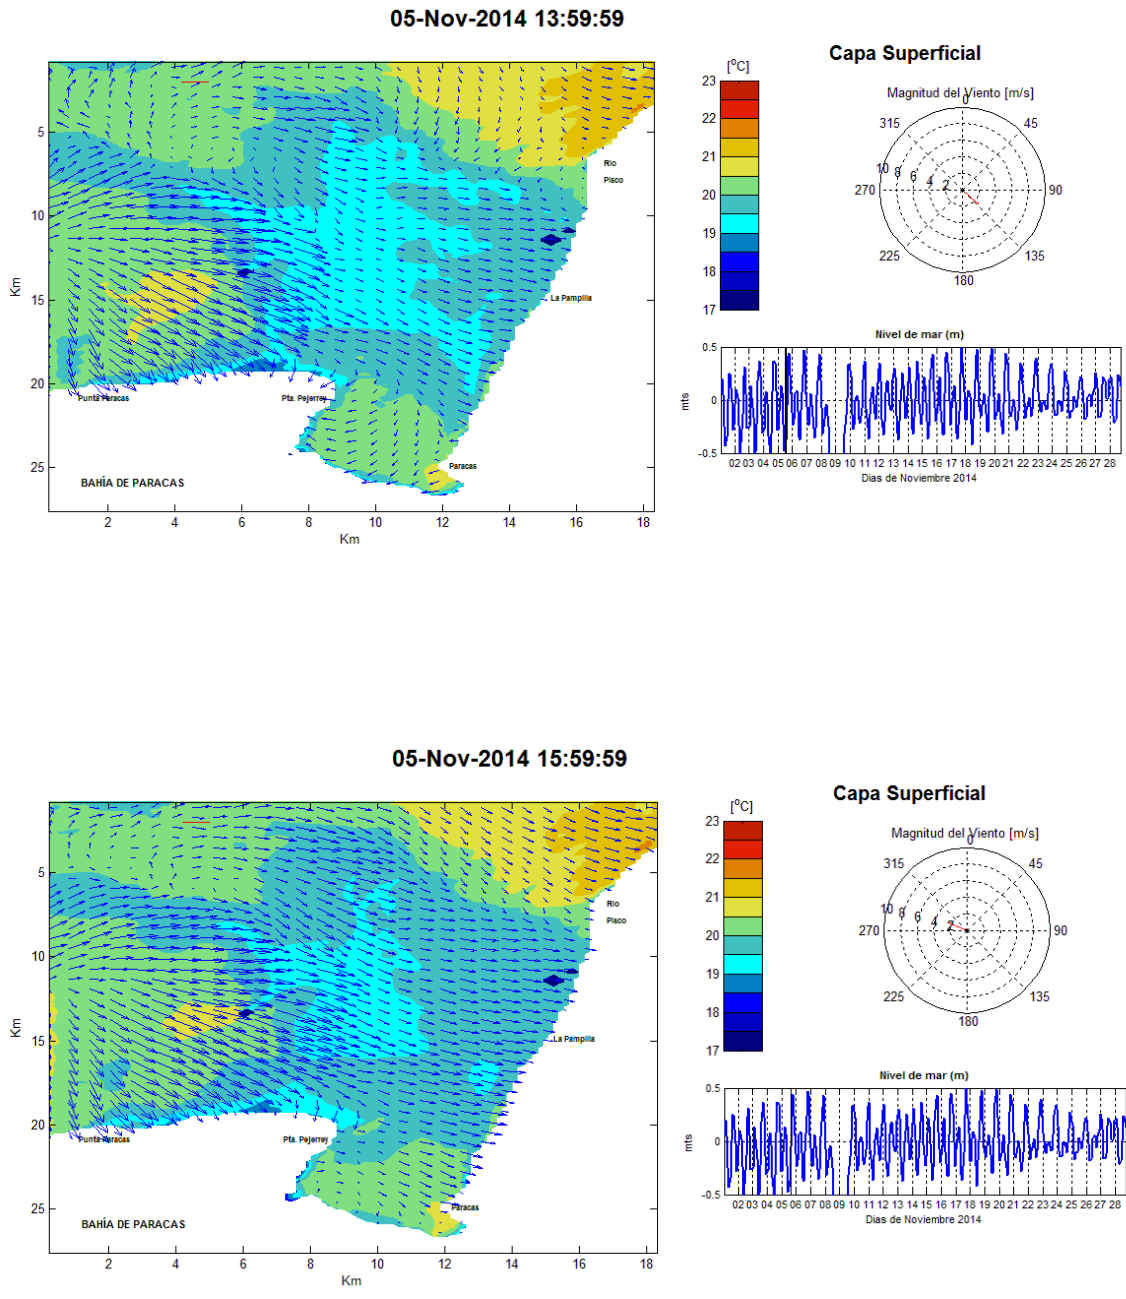 05-Nov-2014 13:59:59
Capa Superficial
[°C]
23
22
21
20
19
18
17
Magnitud del Viento [m/s]
0
45
90
135
180
225
270
315
10 8 6 4 2
Km
5
10
15
20
25
Rio
Pisco
La Pampilla
Punta Paracas
Pta. Pejerrey
Paracas
BAHÍA DE PARACAS
2 4 6 8 10 12 14 16 18
Km
Nivel de mar (m)
mts
0.5
0
-0.5
02 03 04 05 06 07 08 09 10 11 12 13 14 15 16 17 18 19 20 21 22 23 24 25 26 27 28
Dias de Noviembre 2014
05-Nov-2014 15:59:59
Capa Superficial
[°C]
23
22
21
20
19
18
17
Magnitud del Viento [m/s]
0
45
90
135
180
225
270
315
10 8 6 4 2
Km
5
10
15
20
25
Rio
Pisco
La Pampilla
Punta Paracas
Pta. Pejerrey
Paracas
BAHÍA DE PARACAS
2 4 6 8 10 12 14 16 18
Km
Nivel de mar (m)
mts
0.5
0
-0.5
02 03 04 05 06 07 08 09 10 11 12 13 14 15 16 17 18 19 20 21 22 23 24 25 26 27 28
Dias de Noviembre 2014